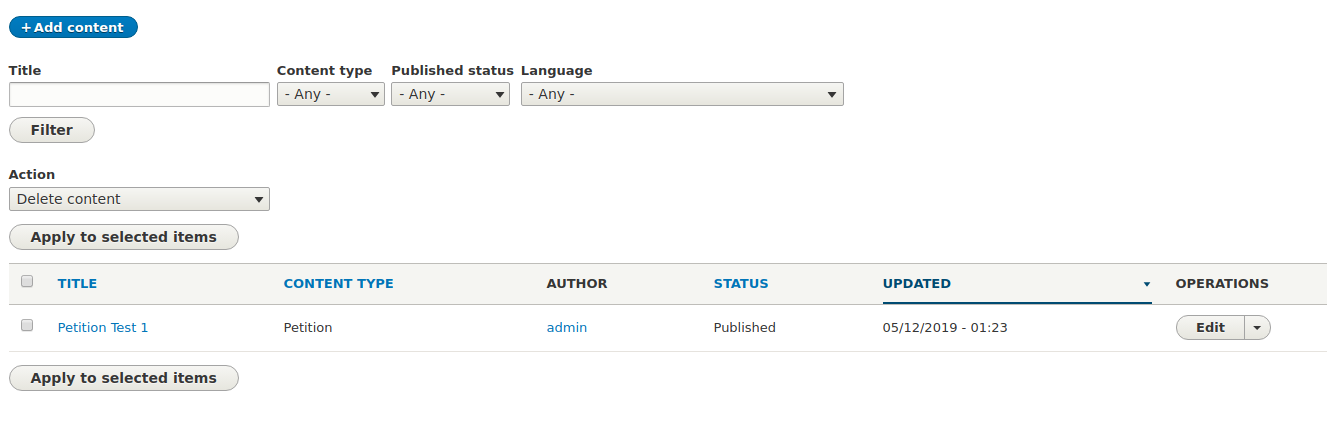 + Add content
Title Content type Published status Language
- Any - - Any - - Any -
Filter
Action
Delete content
Apply to selected items
TITLE CONTENT TYPE AUTHOR STATUS UPDATED OPERATIONS
Petition Test 1 Petition admin Published 05/12/2019 - 01:23 Edit
Apply to selected items